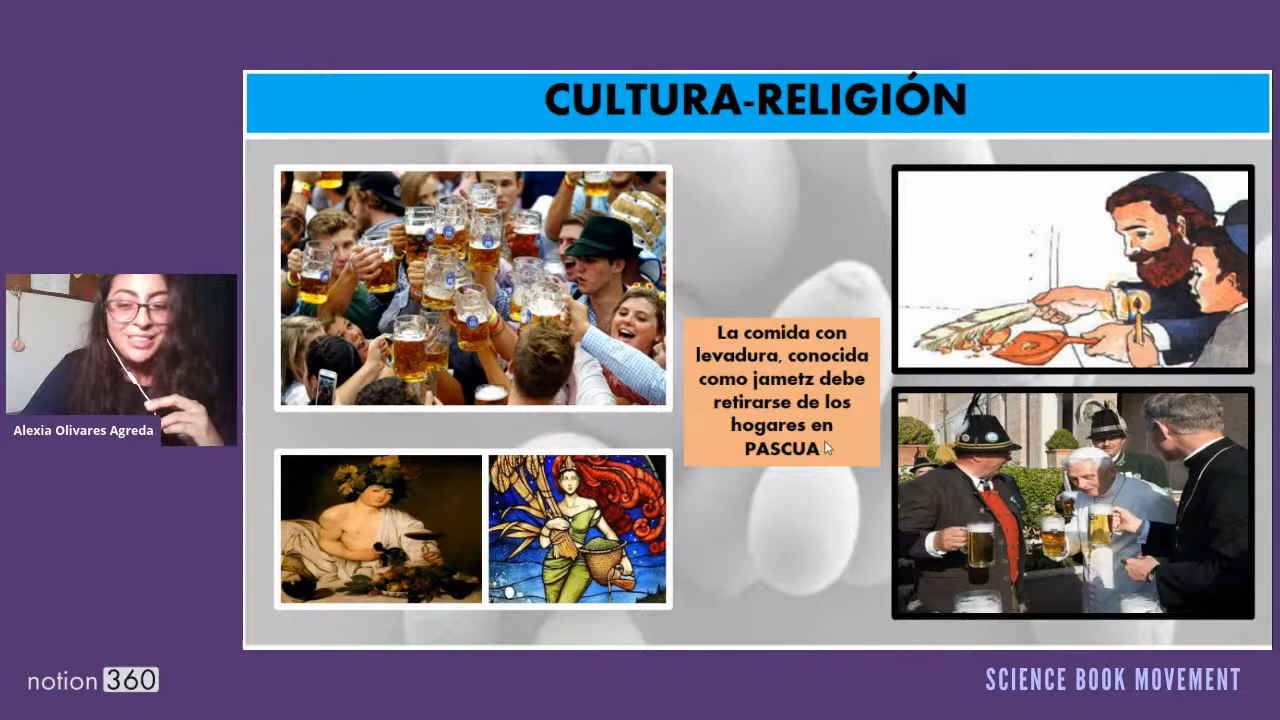 CULTURA-RELIGIÓN
La comida con
levadura, conocida
como jametz debe
retirarse de los
hogares en
PASCUA
Alexia Olivares Agreda
notion 360
SCIENCE BOOK MOVEMENT